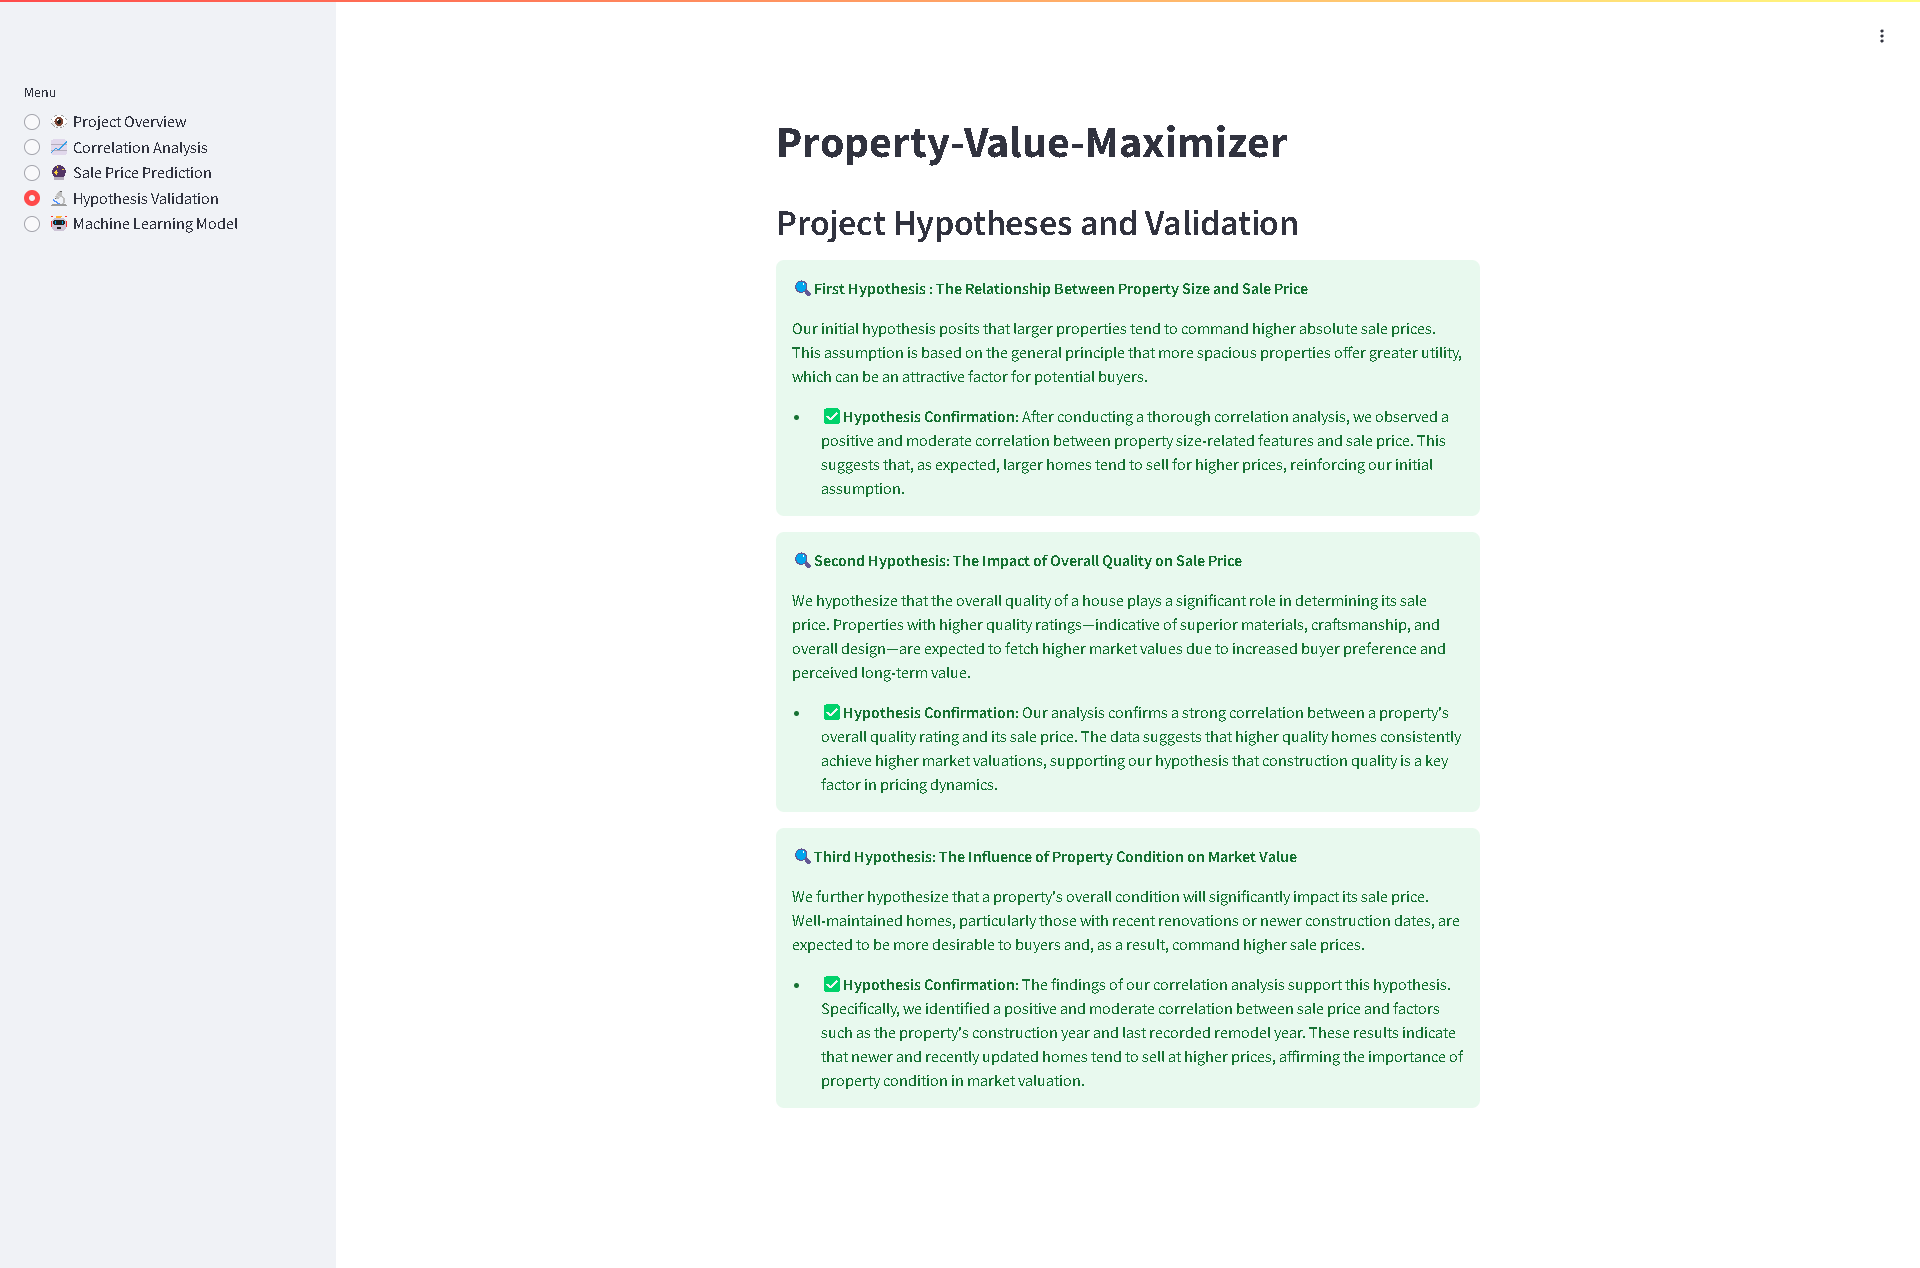 Menu
Project Overview
Correlation Analysis
Sale Price Prediction
Hypothesis Validation
Machine Learning Model
Property-Value-Maximizer
Project Hypotheses and Validation
First Hypothesis : The Relationship Between Property Size and Sale Price
Our initial hypothesis posits that larger properties tend to command higher absolute sale prices.
This assumption is based on the general principle that more spacious properties offer greater utility,
which can be an attractive factor for potential buyers.
• ✅ Hypothesis Confirmation: After conducting a thorough correlation analysis, we observed a
positive and moderate correlation between property size-related features and sale price. This
suggests that, as expected, larger homes tend to sell for higher prices, reinforcing our initial
assumption.
Second Hypothesis: The Impact of Overall Quality on Sale Price
We hypothesize that the overall quality of a house plays a significant role in determining its sale
price. Properties with higher quality ratings—indicative of superior materials, craftsmanship, and
overall design—are expected to fetch higher market values due to increased buyer preference and
perceived long-term value.
• ✅ Hypothesis Confirmation: Our analysis confirms a strong correlation between a property's
overall quality rating and its sale price. The data suggests that higher quality homes consistently
achieve higher market valuations, supporting our hypothesis that construction quality is a key
factor in pricing dynamics.
Third Hypothesis: The Influence of Property Condition on Market Value
We further hypothesize that a property's overall condition will significantly impact its sale price.
Well-maintained homes, particularly those with recent renovations or newer construction dates, are
expected to be more desirable to buyers and, as a result, command higher sale prices.
• ✅ Hypothesis Confirmation: The findings of our correlation analysis support this hypothesis.
Specifically, we identified a positive and moderate correlation between sale price and factors
such as the property's construction year and last recorded remodel year. These results indicate
that newer and recently updated homes tend to sell at higher prices, affirming the importance of
property condition in market valuation.